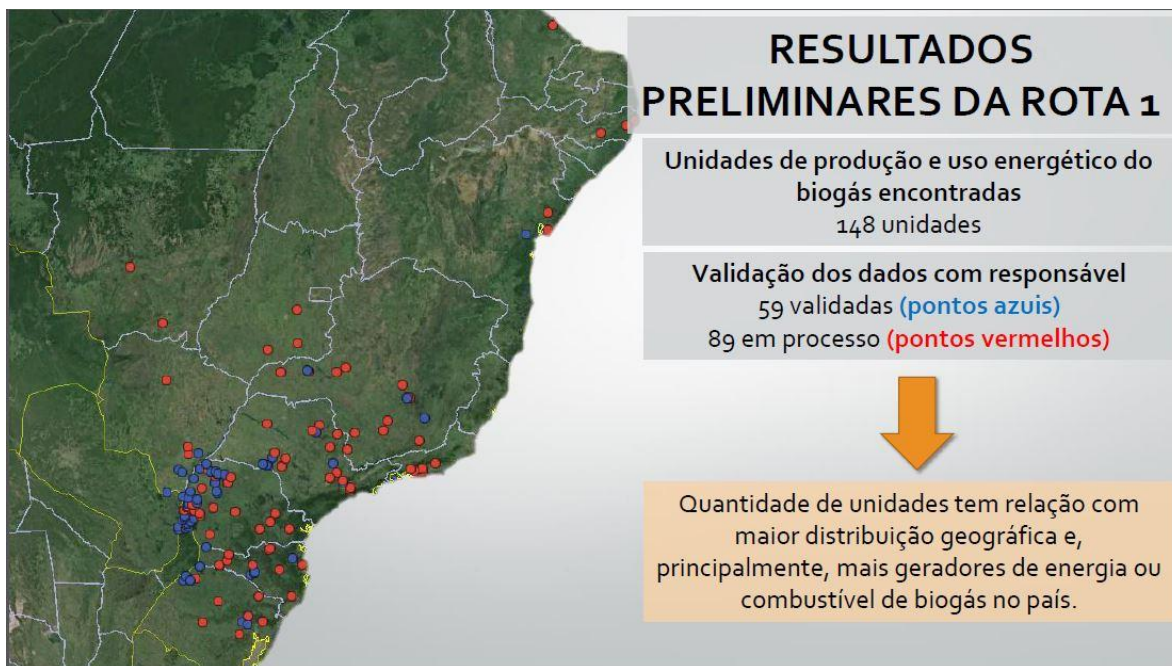 RESULTADOS
PRELIMINARES DA ROTA 1
Unidades de produção e uso energético do
biogás encontradas
148 unidades
Validação dos dados com responsável
59 validadas (pontos azuis)
89 em processo (pontos vermelhos)
Quantidade de unidades tem relação com
maior distribuição geográfica e,
principalmente, mais geradores de energia ou
combustível de biogás no país.